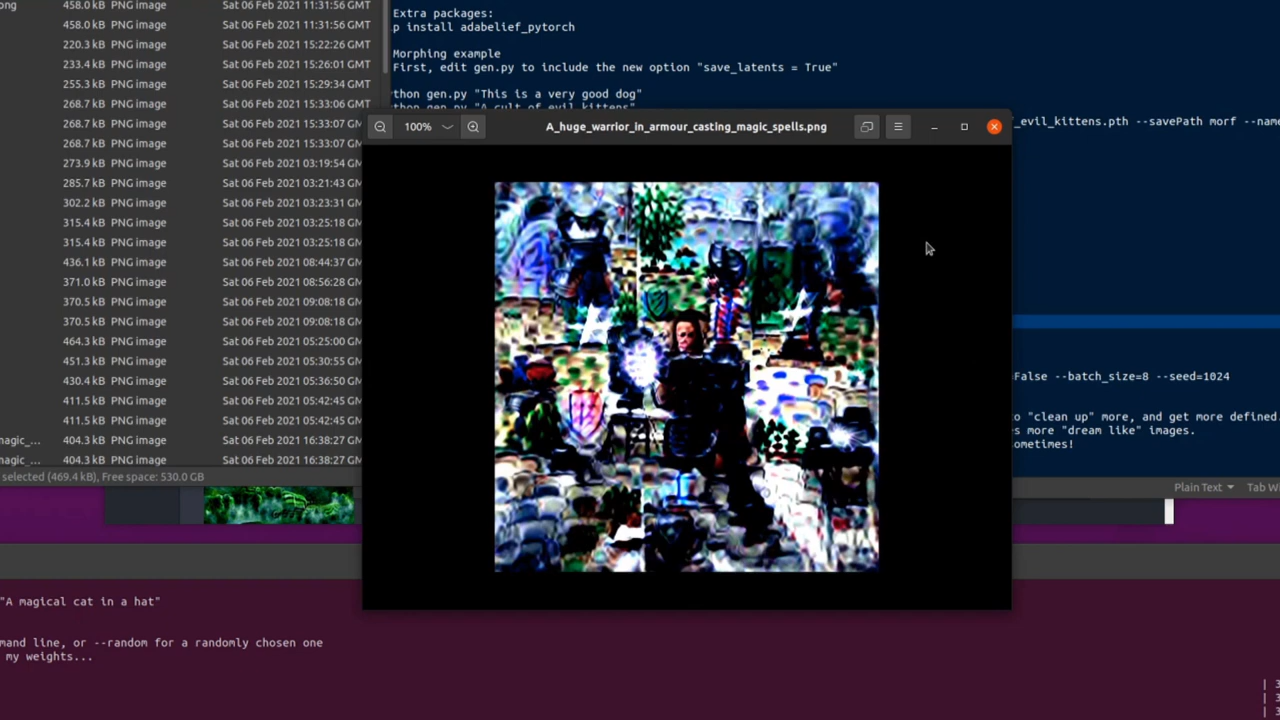 ong
458.0 kB PNG image Sat 06 Feb 2021 11:31:56 GMT
458.0 kB PNG image Sat 06 Feb 2021 11:31:56 GMT
220.3 kB PNG image Sat 06 Feb 2021 15:22:26 GMT
233.4 kB PNG image Sat 06 Feb 2021 15:26:01 GMT
255.3 kB PNG image Sat 06 Feb 2021 15:29:34 GMT
268.7 kB PNG image Sat 06 Feb 2021 15:33:06 GMT
268.7 kB PNG image Sat 06 Feb 2021 15:33:07 GMT
268.7 kB PNG image Sat 06 Feb 2021 15:33:07 GM
273.9 kB PNG image Sat 06 Feb 2021 03:19:54 GM
285.7 kB PNG image Sat 06 Feb 2021 03:21:43 GM
302.2 kB PNG image Sat 06 Feb 2021 03:23:31 GM
315.4 kB PNG image Sat 06 Feb 2021 03:25:18 GM
315.4 kB PNG image Sat 06 Feb 2021 03:25:18 GM
436.1 kB PNG image Sat 06 Feb 2021 08:44:37 GM
371.0 kB PNG image Sat 06 Feb 2021 08:56:28 GM
370.5 kB PNG image Sat 06 Feb 2021 09:08:18 GM
370.5 kB PNG image Sat 06 Feb 2021 09:08:18 GM
464.3 kB PNG image Sat 06 Feb 2021 05:25:00 GM
451.3 kB PNG image Sat 06 Feb 2021 05:30:55 GM
430.4 kB PNG image Sat 06 Feb 2021 05:36:50 GM
411.5 kB PNG image Sat 06 Feb 2021 05:42:45 GM
411.5 kB PNG image Sat 06 Feb 2021 05:42:45 GM
magic_... 404.3 kB PNG image Sat 06 Feb 2021 16:38:27 GM
magic_... 404.3 kB PNG image Sat 06 Feb 2021 16:38:27 GM
selected (469.4 kB), Free space: 530.0 GB
Extra packages:
p install adabelief_pytorch
Morphing example
First, edit gen.py to include the new option "save_latents = True"
thon gen.py "This is a very good dog"
thon gen.py "A cult of evil kittens"
_evil_kittens.pth --savePath morf --name
100%
A_huge_warrior_in_armour_casting_magic_spells.png
False --batch_size=8 --seed=1024
o "clean up" more, and get more defined.
s more "dream like" images.
ometimes!
Plain Text Tab W
"A magical cat in a hat"
mand line, or --random for a randomly chosen one
my weights...